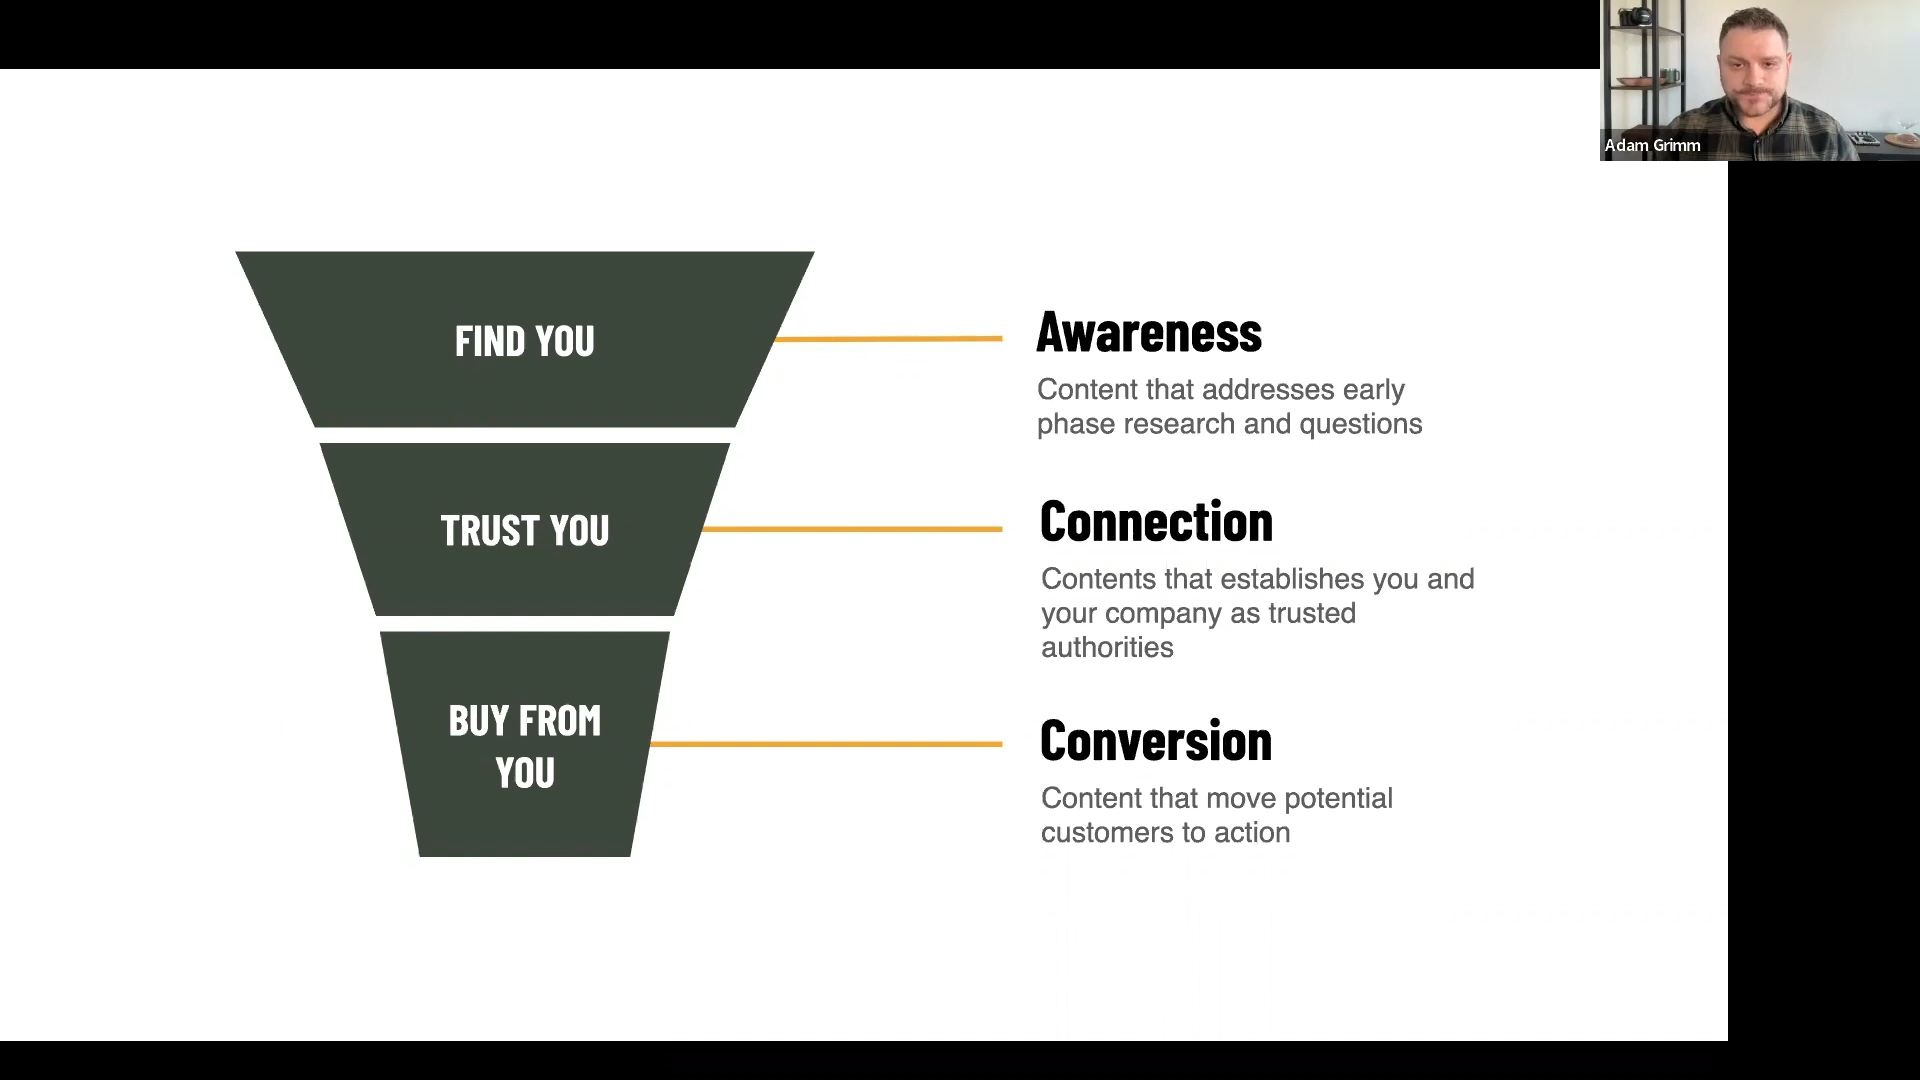 Adam Grimm
FIND YOU
Awareness
Content that addresses early
phase research and questions
TRUST YOU
Connection
Contents that establishes you and
your company as trusted
authorities
BUY FROM
YOU
Conversion
Content that move potential
customers to action